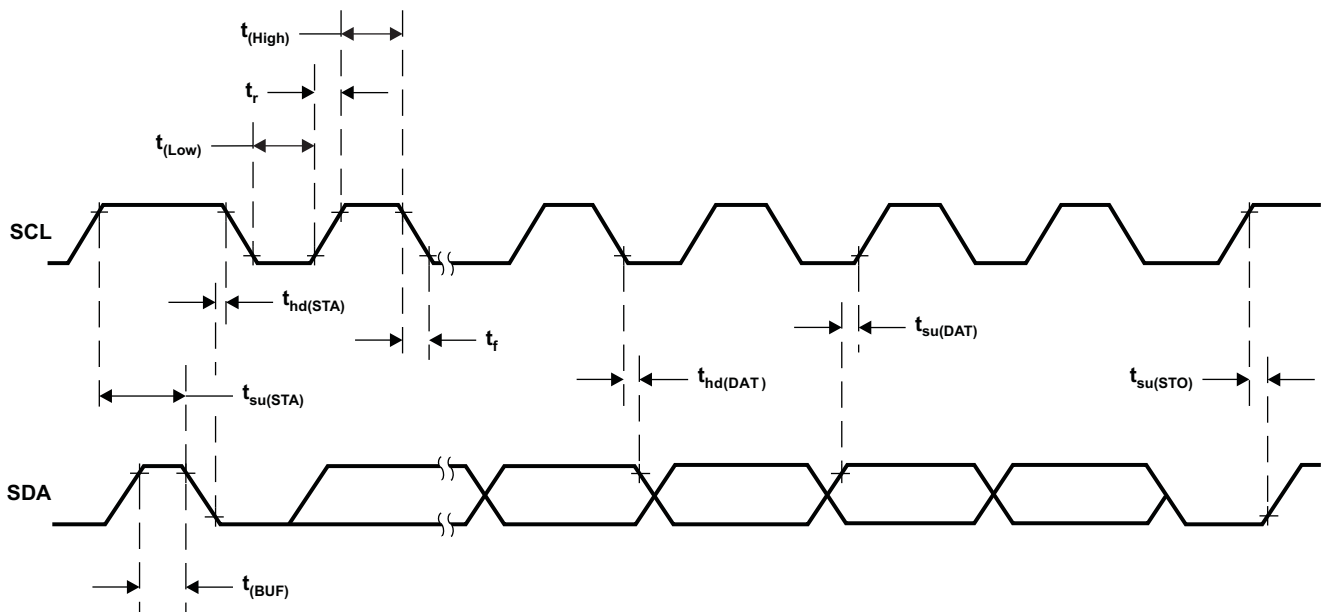 t(High)
tr
t(Low)
SCL
thd(STA)
tf
tsu(DAT)
thd(DAT)
tsu(STO)
tsu(STA)
SDA
t(BUF)